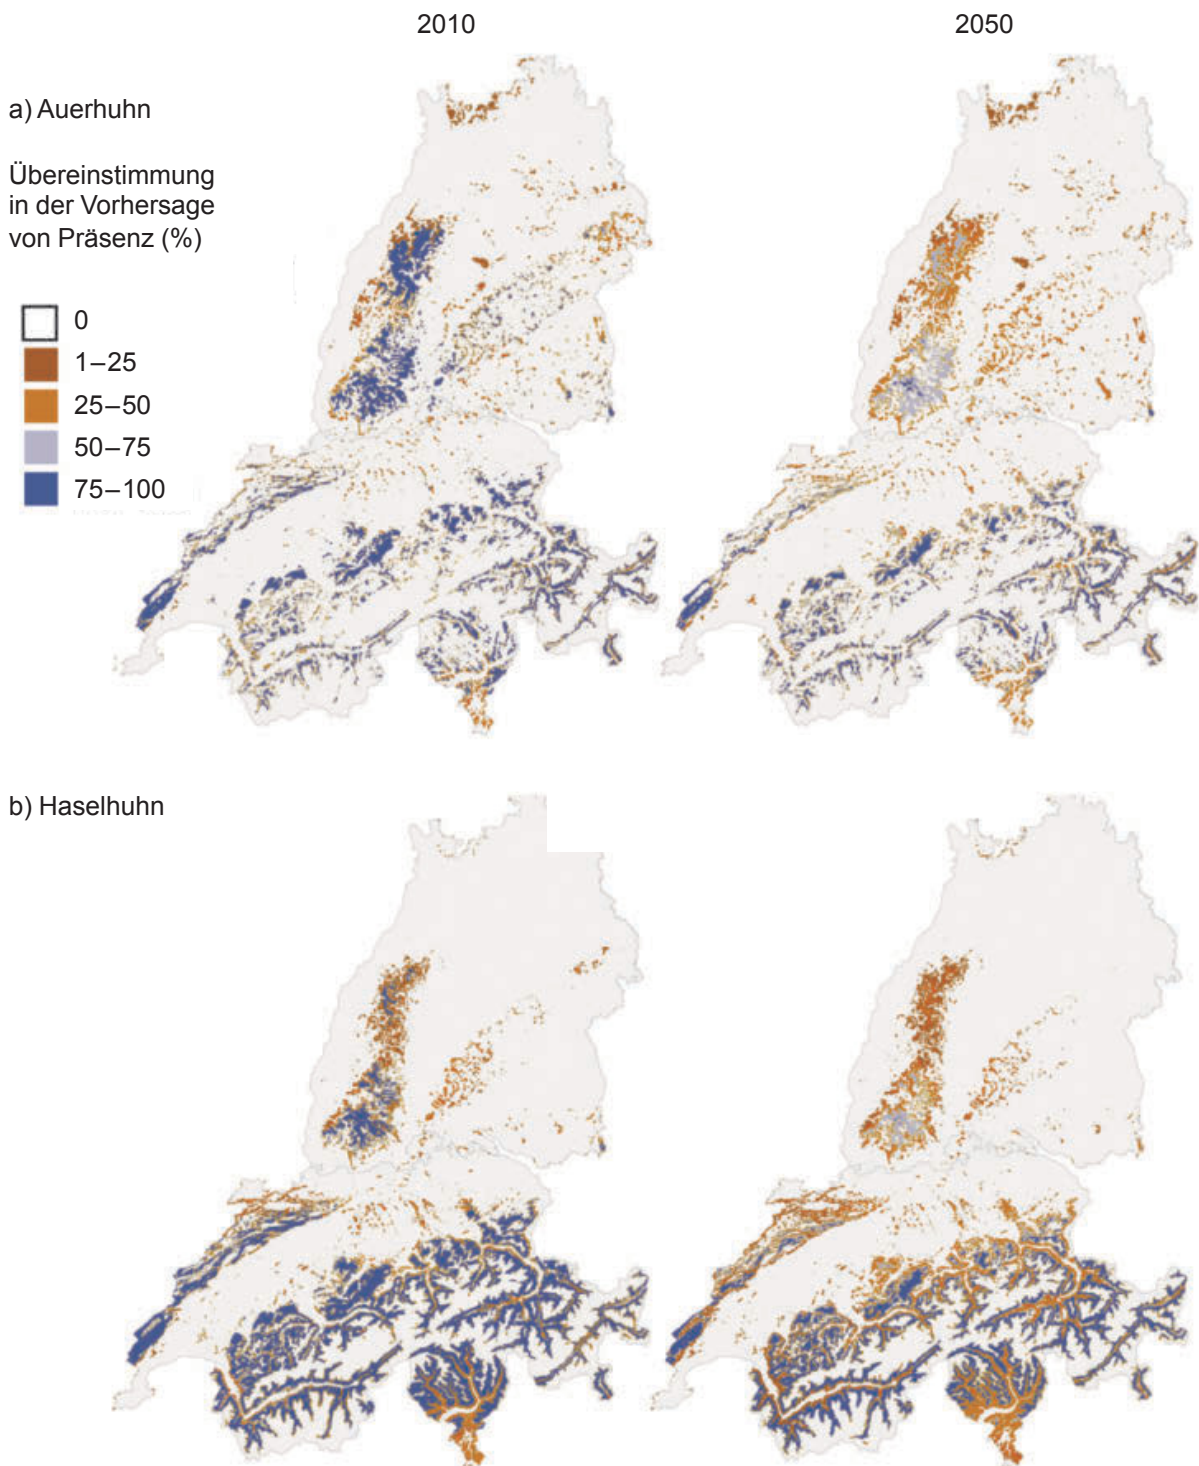 2010
2050
a) Auerhuhn
Übereinstimmung
in der Vorhersage
von Präsenz (%)
0
1–25
25–50
50–75
75–100
b) Haselhuhn